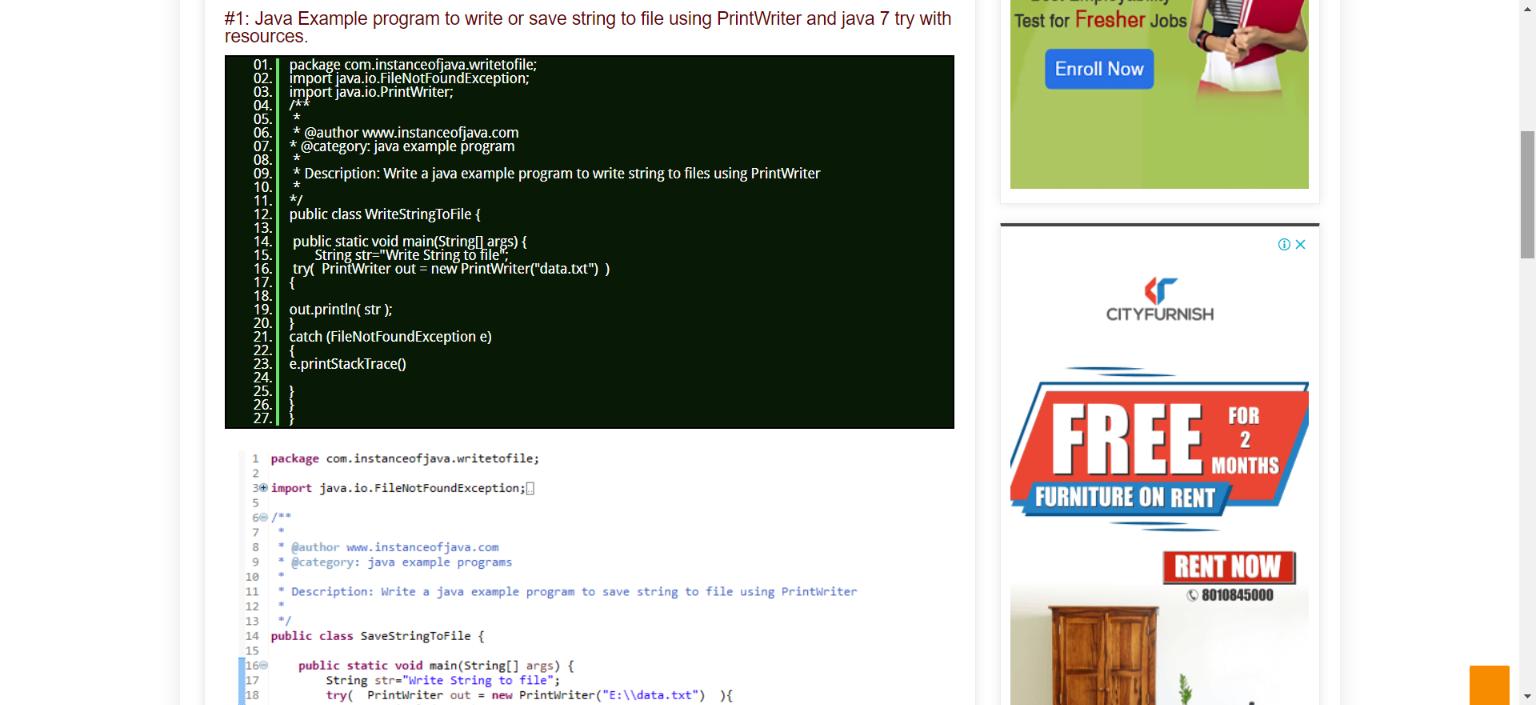 #1: Java Example program to write or save string to file using PrintWriter and java 7 try with
resources.
01. package com.instanceofjava.writetofile;
02. import java.io.FileNotFoundException;
03. import java.io.PrintWriter;
04. /**
05. *
06. * @author www.instanceofjava.com
07. * @category: java example program
08. *
09. * Description: Write a java example program to write string to files using PrintWriter
10. *
11. */
12. public class WriteStringToFile {
13.
14. public static void main(String[] args) {
15. String str="Write String to file";
16. try(  PrintWriter out = new PrintWriter("data.txt")  )
17. {
18.
19. out.println( str );
20. }
21. catch (FileNotFoundException e)
22. {
23. e.printStackTrace()
24.
25. }
26. }
27. }
1 package com.instanceofjava.writetofile;
2
3 import java.io.FileNotFoundException;
5
6 /**
7 *
8 * @author www.instanceofjava.com
9 * @category: java example programs
10 *
11 * Description: Write a java example program to save string to file using PrintWriter
12 *
13 */
14 public class SaveStringToFile {
15
16 public static void main(String[] args) {
17 String str="Write String to file";
18 try(  PrintWriter out = new PrintWriter("E:\\data.txt")  ){
Test for Fresher Jobs
Enroll Now
CITYFURNISH
FREE FOR
2
MONTHS
FURNITURE ON RENT
RENT NOW
8010845000